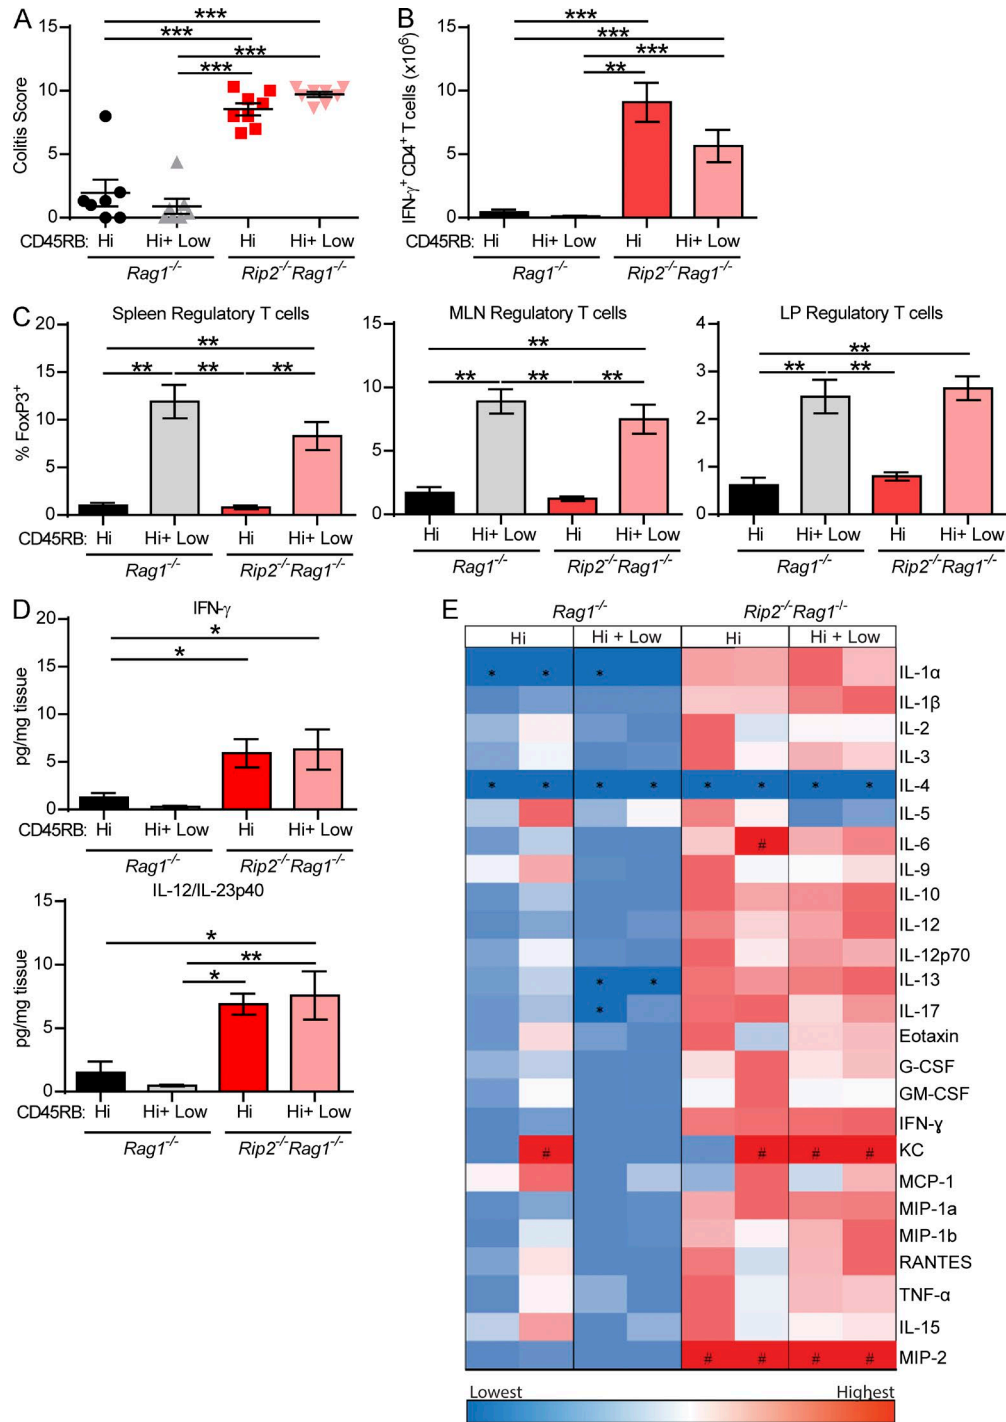 A
Colitis Score
15
10
5
0
***
***
***
***
CD45RB: Hi Hi+ Low Hi Hi+ Low
Rag1-/- Rip2-/-Rag1-/-
B
IFN-γ+ CD4+ T cells (x10⁶)
15
10
5
0
***
***
***
**
CD45RB: Hi Hi+ Low Hi Hi+ Low
Rag1-/- Rip2-/-Rag1-/-
C
Spleen Regulatory T cells
% FoxP3+
20
15
10
5
0
**
** ** **
CD45RB: Hi Hi+ Low Hi Hi+ Low
Rag1-/- Rip2-/-Rag1-/-
MLN Regulatory T cells
15
10
5
0
**
** ** **
Hi Hi+ Low Hi Hi+ Low
Rag1-/- Rip2-/-Rag1-/-
LP Regulatory T cells
4
3
2
1
0
**
** **
Hi Hi+ Low Hi Hi+ Low
Rag1-/- Rip2-/-Rag1-/-
D
IFN-γ
pg/mg tissue
20
15
10
5
0
*
*
CD45RB: Hi Hi+ Low Hi Hi+ Low
Rag1-/- Rip2-/-Rag1-/-
IL-12/IL-23p40
pg/mg tissue
15
10
5
0
*
**
*
CD45RB: Hi Hi+ Low Hi Hi+ Low
Rag1-/- Rip2-/-Rag1-/-
E
Rag1-/- Rip2-/-Rag1-/-
Hi Hi + Low Hi Hi + Low
* * * IL-1α
IL-1β
IL-2
IL-3
* * * * * * * * IL-4
IL-5
# IL-6
IL-9
IL-10
IL-12
IL-12p70
* * IL-13
* IL-17
Eotaxin
G-CSF
GM-CSF
IFN-γ
# # # # KC
MCP-1
MIP-1a
MIP-1b
RANTES
TNF-α
IL-15
# # # # MIP-2
Lowest Highest